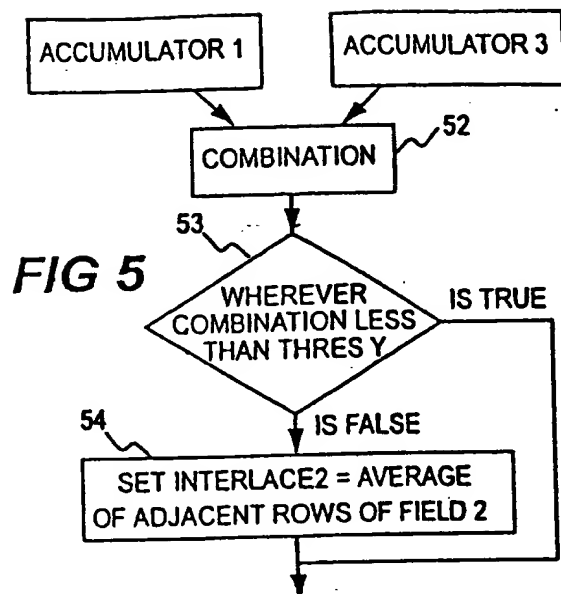 ACCUMULATOR 1
ACCUMULATOR 3
52
COMBINATION
53
FIG 5
WHEREVER
COMBINATION LESS
THAN THRES Y
IS TRUE
IS FALSE
54
SET INTERLACE2 = AVERAGE
OF ADJACENT ROWS OF FIELD 2